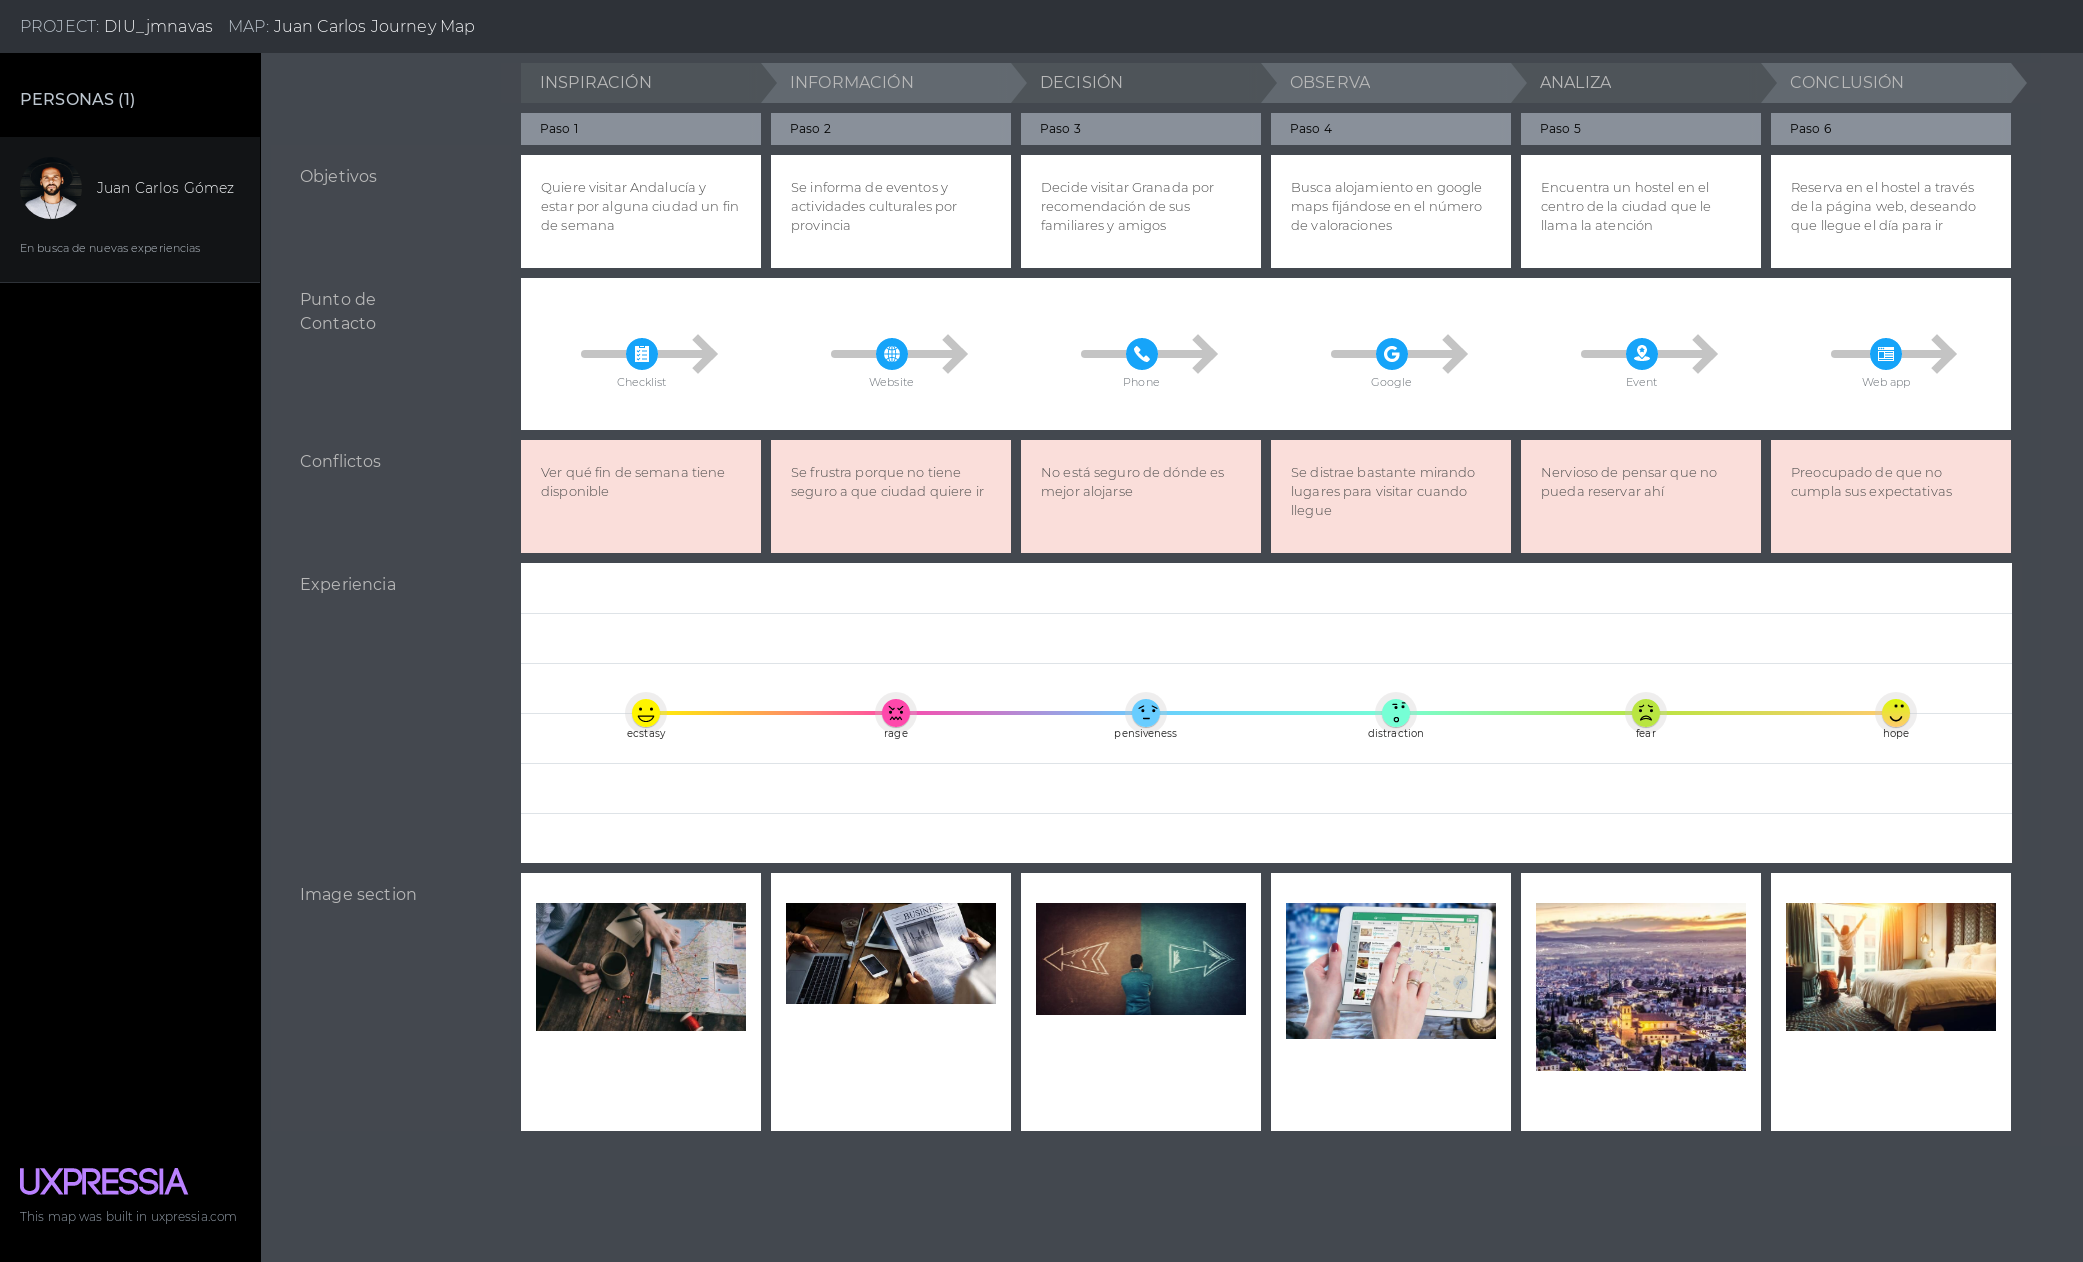 PROJECT: DIU_jmnavas MAP: Juan Carlos Journey Map
PERSONAS (1)
Juan Carlos Gómez
En busca de nuevas experiencias
INSPIRACIÓN
INFORMACIÓN
DECISIÓN
OBSERVA
ANALIZA
CONCLUSIÓN
Paso 1
Paso 2
Paso 3
Paso 4
Paso 5
Paso 6
Objetivos
Quiere visitar Andalucía y
estar por alguna ciudad un fin
de semana
Se informa de eventos y
actividades culturales por
provincia
Decide visitar Granada por
recomendación de sus
familiares y amigos
Busca alojamiento en google
maps fijándose en el número
de valoraciones
Encuentra un hostel en el
centro de la ciudad que le
llama la atención
Reserva en el hostel a través
de la página web, deseando
que llegue el día para ir
Punto de
Contacto
Checklist
Website
Phone
Google
Event
Web app
Conflictos
Ver qué fin de semana tiene
disponible
Se frustra porque no tiene
seguro a que ciudad quiere ir
No está seguro de dónde es
mejor alojarse
Se distrae bastante mirando
lugares para visitar cuando
llegue
Nervioso de pensar que no
pueda reservar ahí
Preocupado de que no
cumpla sus expectativas
Experiencia
ecstasy
rage
pensiveness
distraction
fear
hope
Image section
BUSINESS
UXPRESSIA
This map was built in uxpressia.com